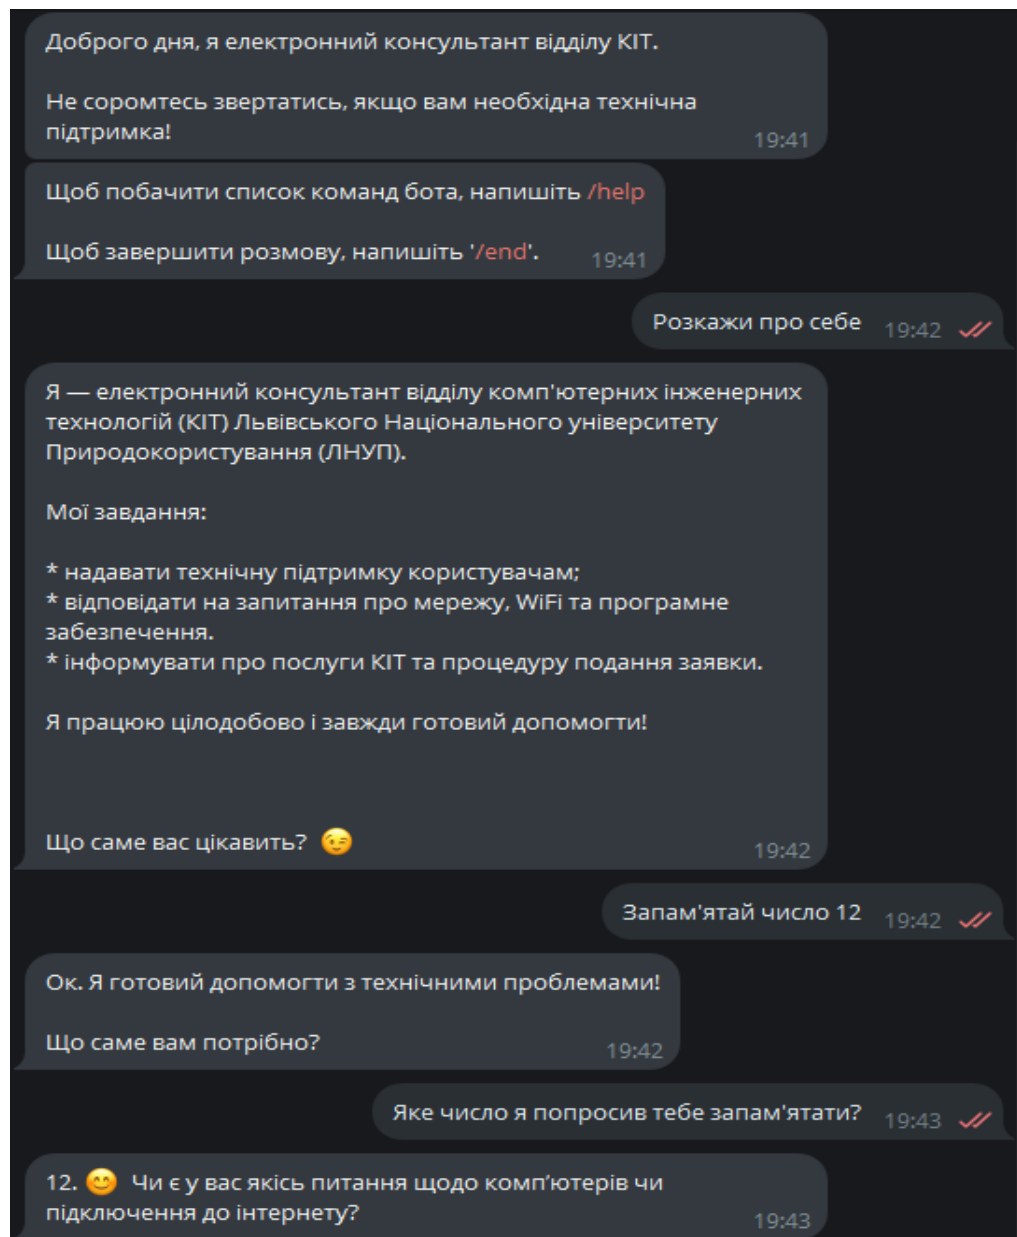 Доброго дня, я електронний консультант відділу КІТ.
Не соромтесь звертатись, якщо вам необхідна технічна
підтримка!
19:41
Щоб побачити список команд бота, напишіть /help
Щоб завершити розмову, напишіть '/end'.
19:41
Розкажи про себе
19:42
Я — електронний консультант відділу комп'ютерних інженерних
технологій (КІТ) Львівського Національного університету
Природокористування (ЛНУП).
Мої завдання:
* надавати технічну підтримку користувачам;
* відповідати на запитання про мережу, WiFi та програмне
забезпечення.
* інформувати про послуги КІТ та процедуру подання заявки.
Я працюю цілодобово і завжди готовий допомогти!
Що саме вас цікавить? 😉
19:42
Запам'ятай число 12
19:42
Ок. Я готовий допомогти з технічними проблемами!
Що саме вам потрібно?
19:42
Яке число я попросив тебе запам'ятати?
19:43
12. 😊 Чи є у вас якісь питання щодо комп’ютерів чи
підключення до інтернету?
19:43